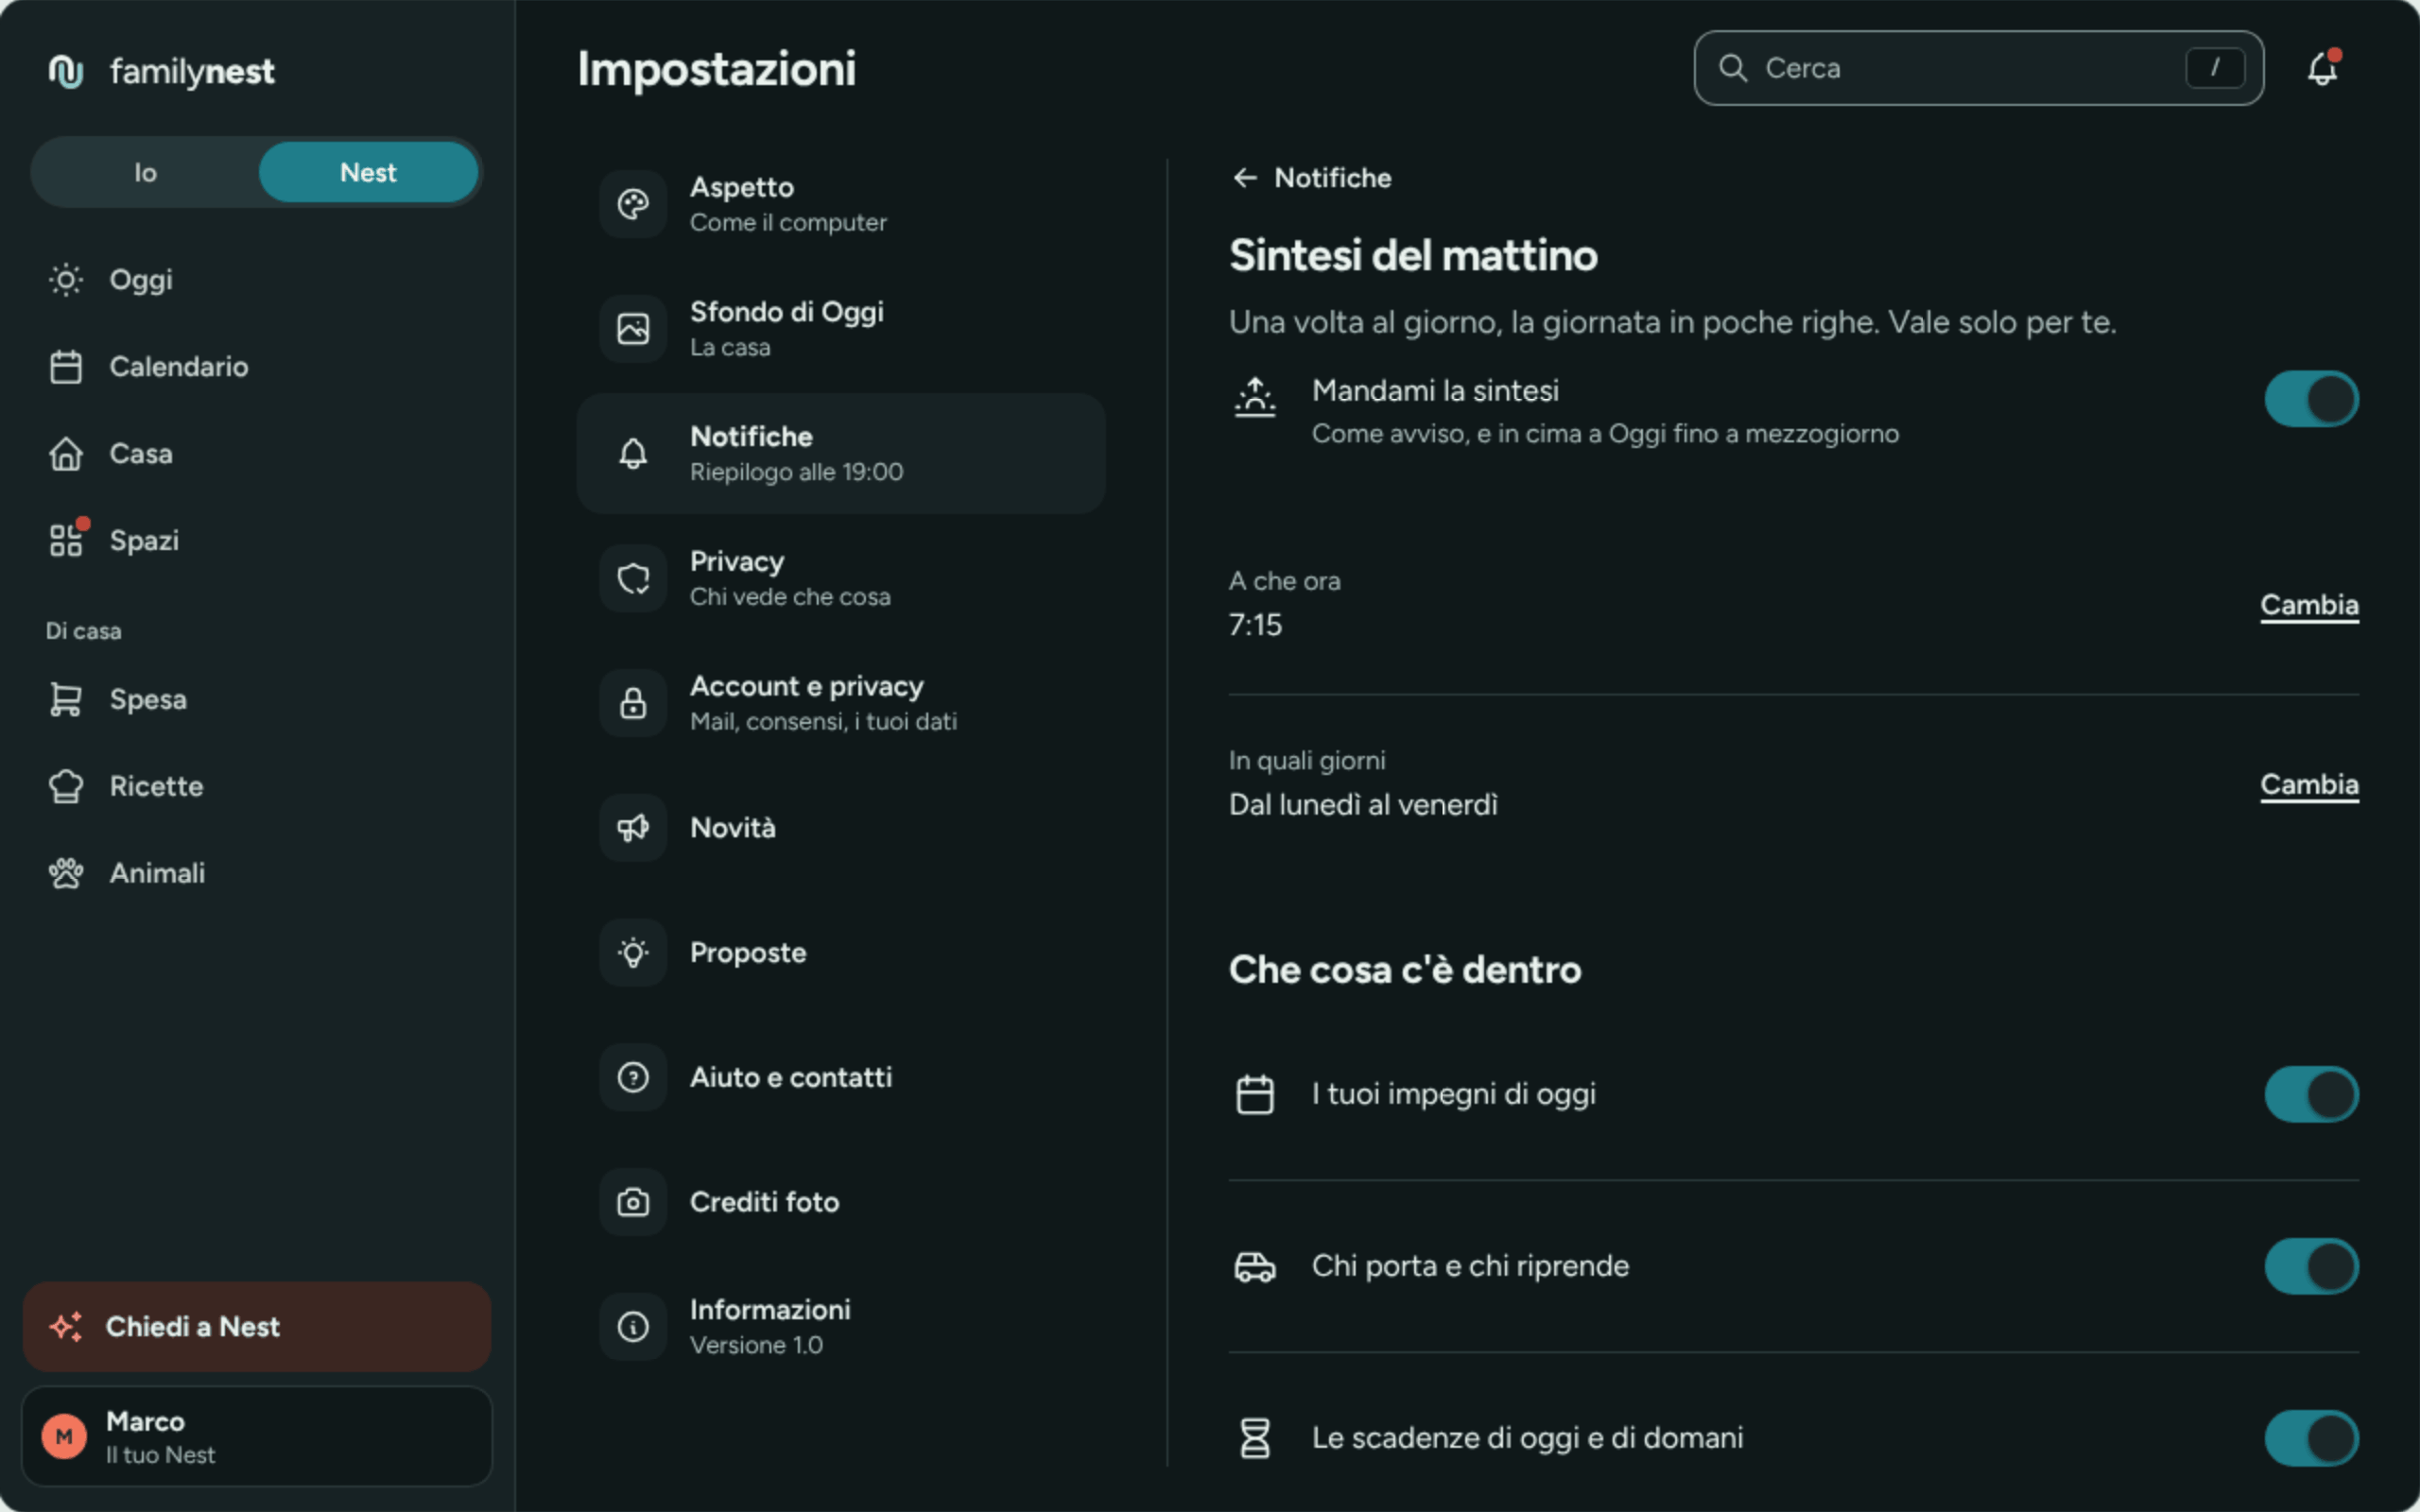 familynest
Io
Nest
Oggi
Calendario
Casa
Spazi
Di casa
Spesa
Ricette
Animali
Chiedi a Nest
M
Marco
Il tuo Nest
Impostazioni
Cerca
/
Aspetto
Come il computer
Sfondo di Oggi
La casa
Notifiche
Riepilogo alle 19:00
Privacy
Chi vede che cosa
Account e privacy
Mail, consensi, i tuoi dati
Novità
Proposte
Aiuto e contatti
Crediti foto
Informazioni
Versione 1.0
Notifiche
Sintesi del mattino
Una volta al giorno, la giornata in poche righe. Vale solo per te.
Mandami la sintesi
Come avviso, e in cima a Oggi fino a mezzogiorno
A che ora
7:15
Cambia
In quali giorni
Dal lunedì al venerdì
Cambia
Che cosa c'è dentro
I tuoi impegni di oggi
Chi porta e chi riprende
Le scadenze di oggi e di domani